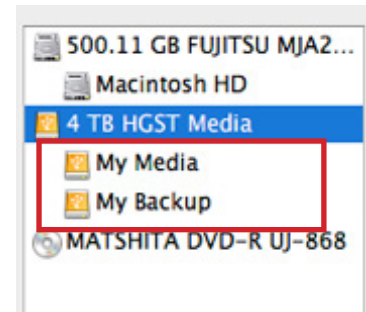 500.11 GB FUJITSU MJA2...
Macintosh HD
4 TB HGST Media
My Media
My Backup
MATSHITA DVD-R UJ-868